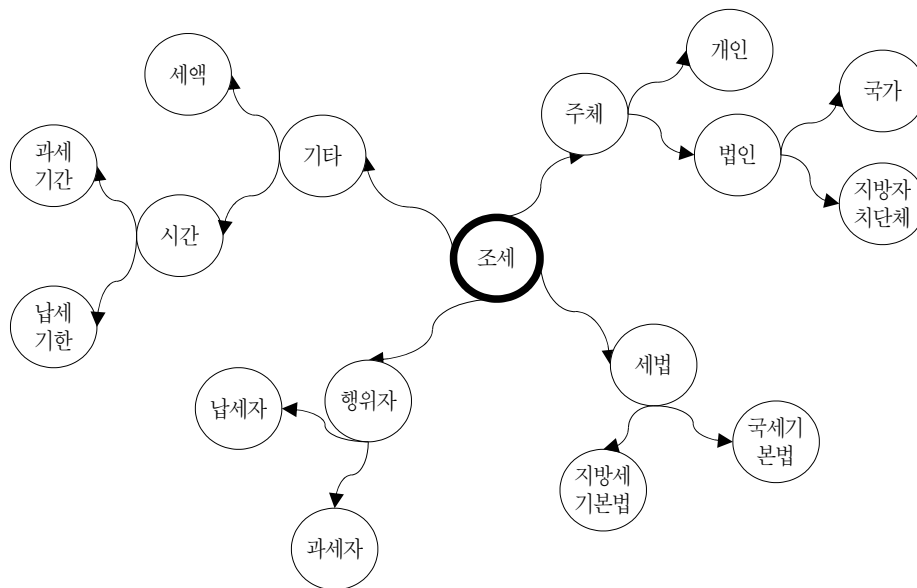 개인
세액
국가
주체
기타
법인
과세
기간
지방자
치단체
시간
조세
납세
기한
세법
행위자
납세자
국세기
본법
지방세
기본법
과세자